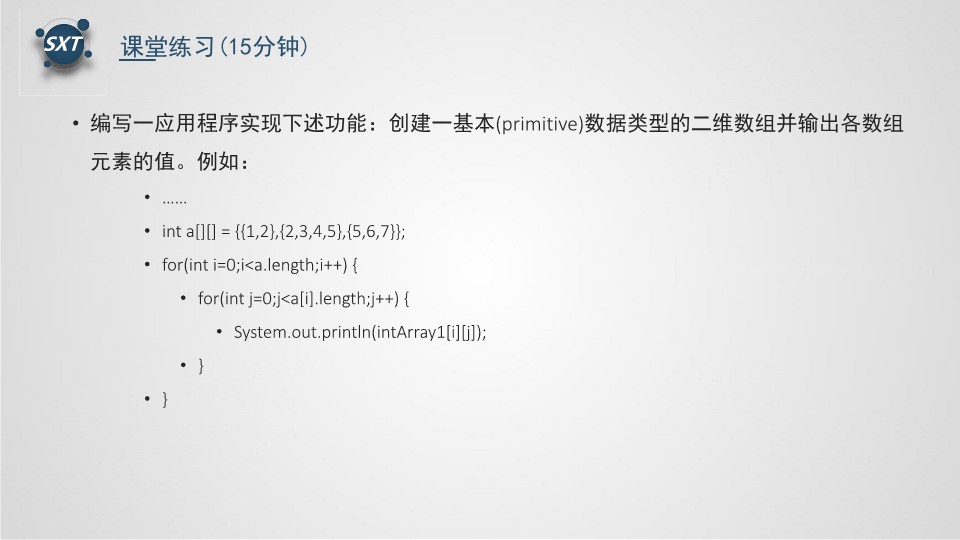 SXT
课堂练习(15分钟)
• 编写一应用程序实现下述功能：创建一基本(primitive)数据类型的二维数组并输出各数组
元素的值。例如：
• ……
• int a[][] = {{1,2},{2,3,4,5},{5,6,7}};
• for(int i=0;i<a.length;i++) {
• for(int j=0;j<a[i].length;j++) {
• System.out.println(intArray1[i][j]);
• }
• }